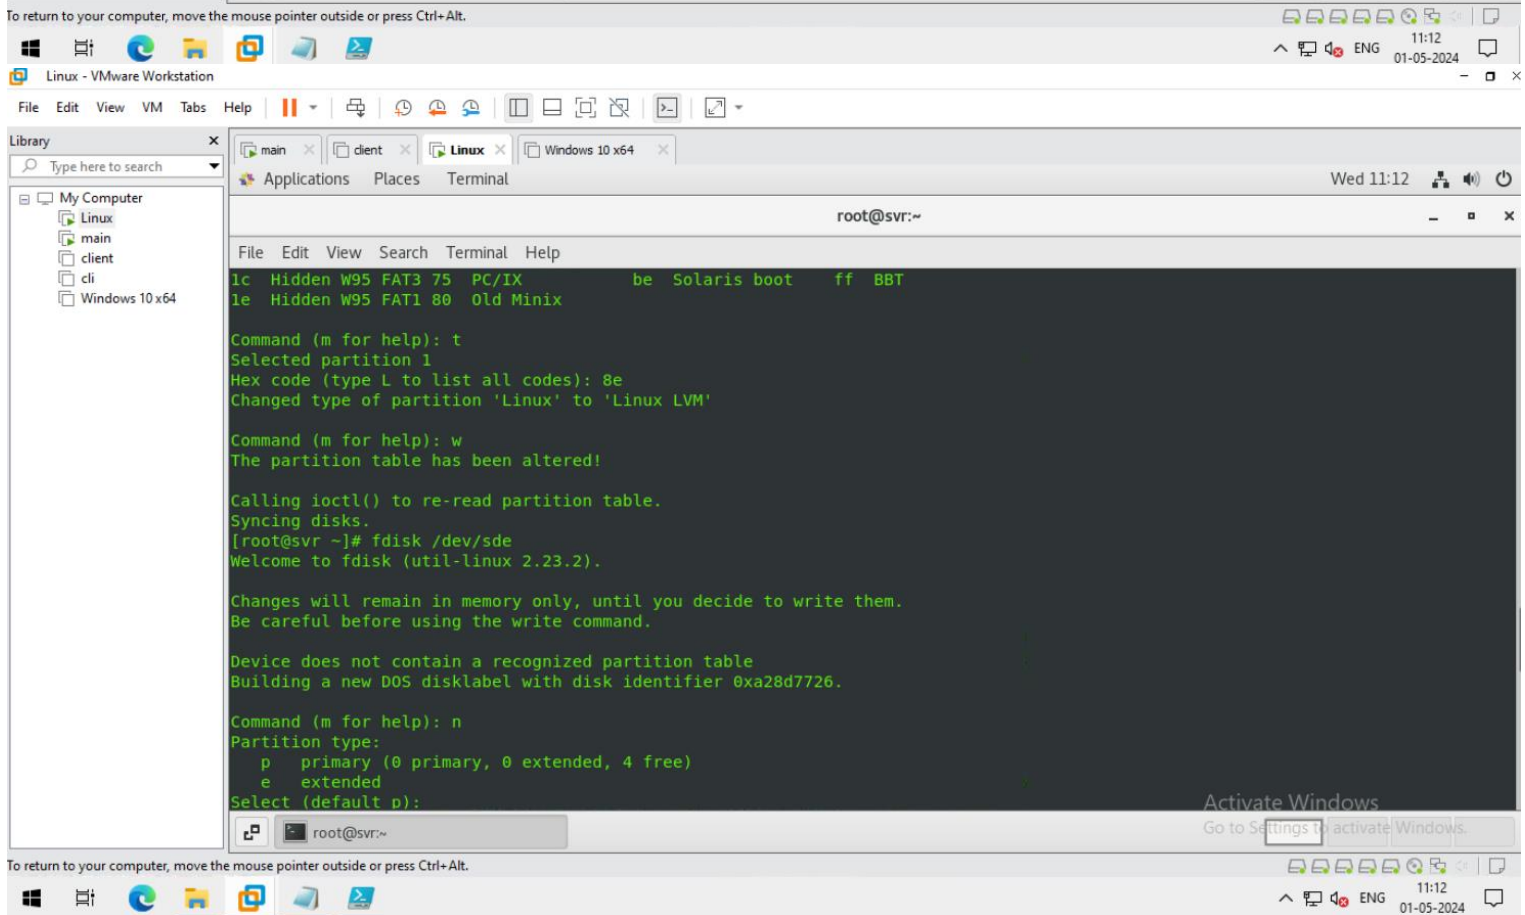 To return to your computer, move the mouse pointer outside or press Ctrl+Alt.
11:12
ENG
01-05-2024
Linux - VMware Workstation
File Edit View VM Tabs Help
Library
main
client
Linux
Windows 10 x64
Type here to search
Applications Places Terminal
Wed 11:12
My Computer
Linux
main
client
cli
Windows 10 x64
root@svr:~
File Edit View Search Terminal Help
1c Hidden W95 FAT3 75 PC/IX be Solaris boot ff BBT
1e Hidden W95 FAT1 80 Old Minix
Command (m for help): t
Selected partition 1
Hex code (type L to list all codes): 8e
Changed type of partition 'Linux' to 'Linux LVM'
Command (m for help): w
The partition table has been altered!
Calling ioctl() to re-read partition table.
Syncing disks.
[root@svr ~]# fdisk /dev/sde
Welcome to fdisk (util-linux 2.23.2).
Changes will remain in memory only, until you decide to write them.
Be careful before using the write command.
Device does not contain a recognized partition table
Building a new DOS disklabel with disk identifier 0xa28d7726.
Command (m for help): n
Partition type:
p primary (0 primary, 0 extended, 4 free)
e extended
Select (default p):
Activate Windows
Go to Settings to activate Windows.
root@svr:~
To return to your computer, move the mouse pointer outside or press Ctrl+Alt.
11:12
ENG
01-05-2024